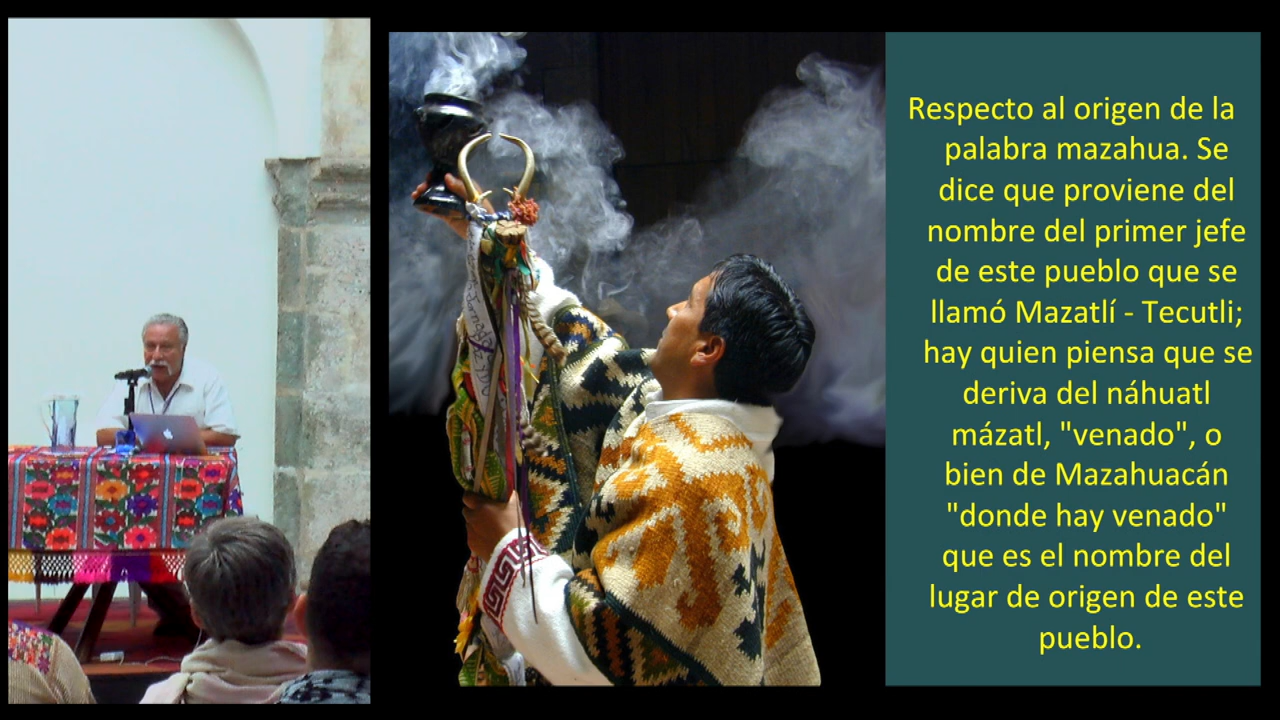 Respecto al origen de la
palabra mazahua. Se
dice que proviene del
nombre del primer jefe
de este pueblo que se
llamó Mazatlí - Tecutli;
hay quien piensa que se
deriva del náhuatl
mázatl, "venado", o
bien de Mazahuacán
"donde hay venado"
que es el nombre del
lugar de origen de este
pueblo.